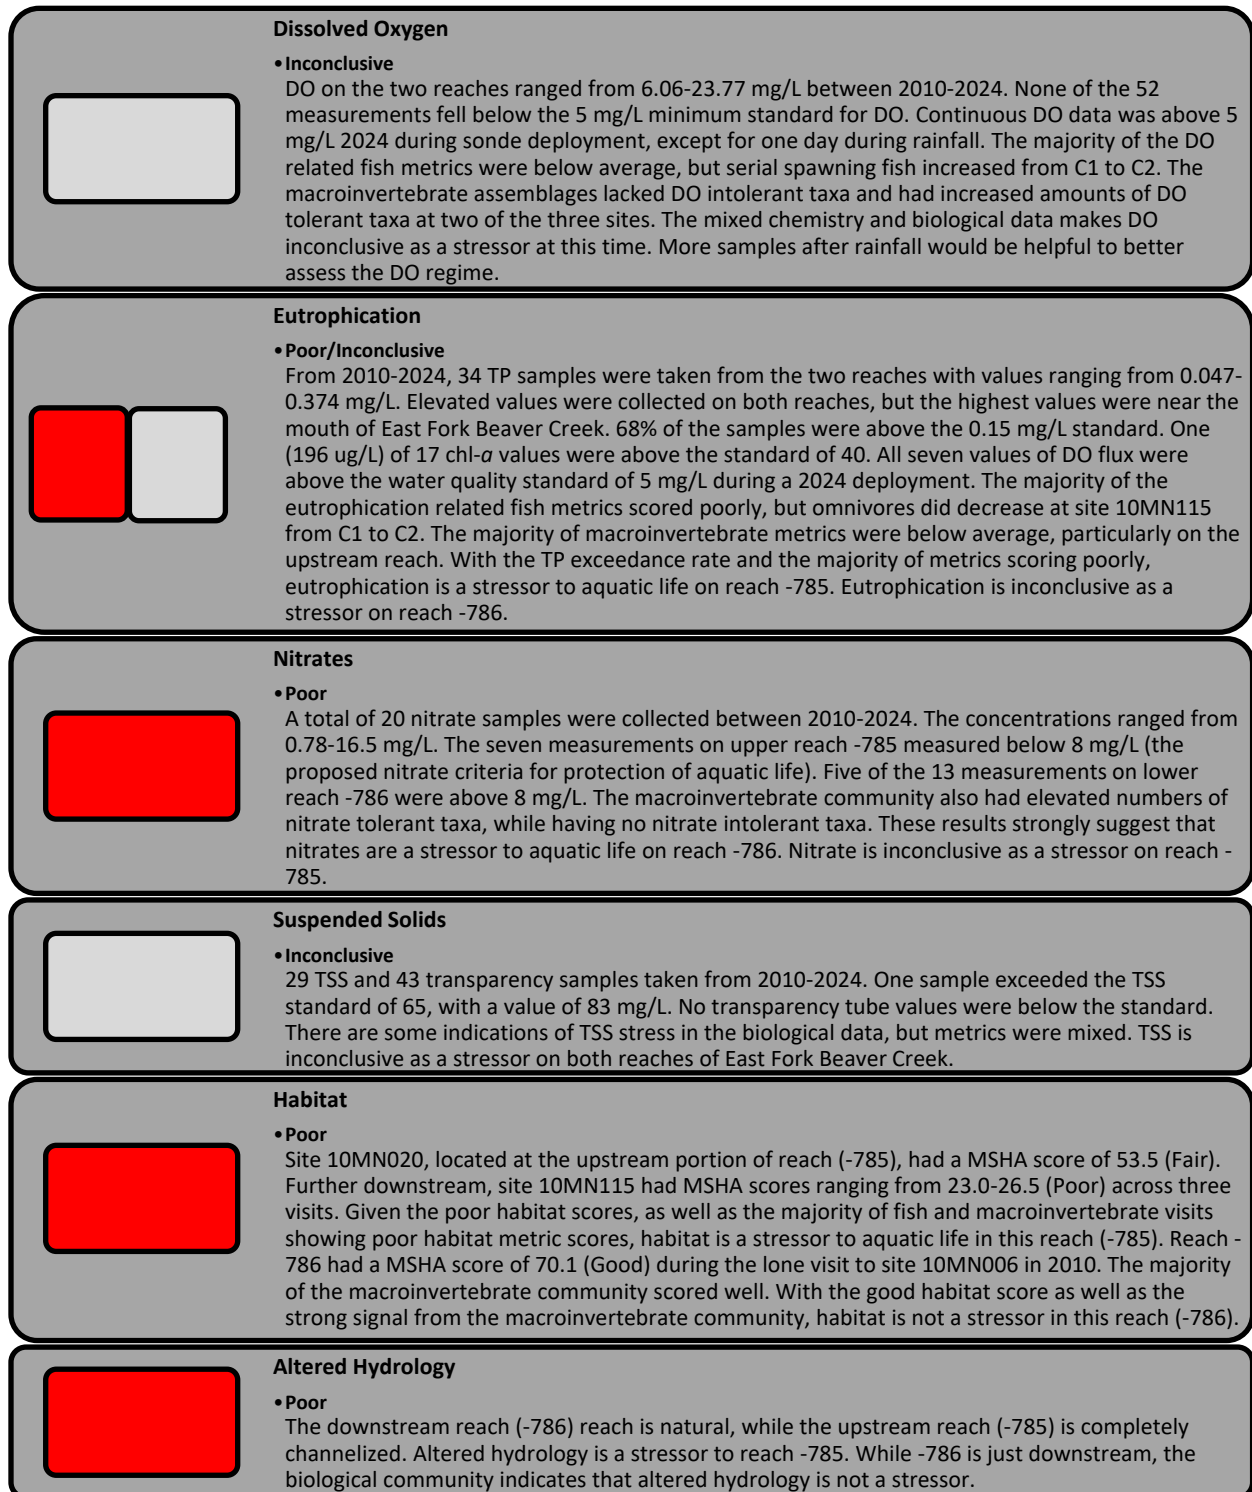 Dissolved Oxygen
•Inconclusive
DO on the two reaches ranged from 6.06-23.77 mg/L between 2010-2024. None of the 52
measurements fell below the 5 mg/L minimum standard for DO. Continuous DO data was above 5
mg/L 2024 during sonde deployment, except for one day during rainfall. The majority of the DO
related fish metrics were below average, but serial spawning fish increased from C1 to C2. The
macroinvertebrate assemblages lacked DO intolerant taxa and had increased amounts of DO
tolerant taxa at two of the three sites. The mixed chemistry and biological data makes DO
inconclusive as a stressor at this time. More samples after rainfall would be helpful to better
assess the DO regime.
Eutrophication
•Poor/Inconclusive
From 2010-2024, 34 TP samples were taken from the two reaches with values ranging from 0.047-
0.374 mg/L. Elevated values were collected on both reaches, but the highest values were near the
mouth of East Fork Beaver Creek. 68% of the samples were above the 0.15 mg/L standard. One
(196 ug/L) of 17 chl-a values were above the standard of 40. All seven values of DO flux were
above the water quality standard of 5 mg/L during a 2024 deployment. The majority of the
eutrophication related fish metrics scored poorly, but omnivores did decrease at site 10MN115
from C1 to C2. The majority of macroinvertebrate metrics were below average, particularly on the
upstream reach. With the TP exceedance rate and the majority of metrics scoring poorly,
eutrophication is a stressor to aquatic life on reach -785. Eutrophication is inconclusive as a
stressor on reach -786.
Nitrates
•Poor
A total of 20 nitrate samples were collected between 2010-2024. The concentrations ranged from
0.78-16.5 mg/L. The seven measurements on upper reach -785 measured below 8 mg/L (the
proposed nitrate criteria for protection of aquatic life). Five of the 13 measurements on lower
reach -786 were above 8 mg/L. The macroinvertebrate community also had elevated numbers of
nitrate tolerant taxa, while having no nitrate intolerant taxa. These results strongly suggest that
nitrates are a stressor to aquatic life on reach -786. Nitrate is inconclusive as a stressor on reach -
785.
Suspended Solids
•Inconclusive
29 TSS and 43 transparency samples taken from 2010-2024. One sample exceeded the TSS
standard of 65, with a value of 83 mg/L. No transparency tube values were below the standard.
There are some indications of TSS stress in the biological data, but metrics were mixed. TSS is
inconclusive as a stressor on both reaches of East Fork Beaver Creek.
Habitat
•Poor
Site 10MN020, located at the upstream portion of reach (-785), had a MSHA score of 53.5 (Fair).
Further downstream, site 10MN115 had MSHA scores ranging from 23.0-26.5 (Poor) across three
visits. Given the poor habitat scores, as well as the majority of fish and macroinvertebrate visits
showing poor habitat metric scores, habitat is a stressor to aquatic life in this reach (-785). Reach -
786 had a MSHA score of 70.1 (Good) during the lone visit to site 10MN006 in 2010. The majority
of the macroinvertebrate community scored well. With the good habitat score as well as the
strong signal from the macroinvertebrate community, habitat is not a stressor in this reach (-786).
Altered Hydrology
•Poor
The downstream reach (-786) reach is natural, while the upstream reach (-785) is completely
channelized. Altered hydrology is a stressor to reach -785. While -786 is just downstream, the
biological community indicates that altered hydrology is not a stressor.